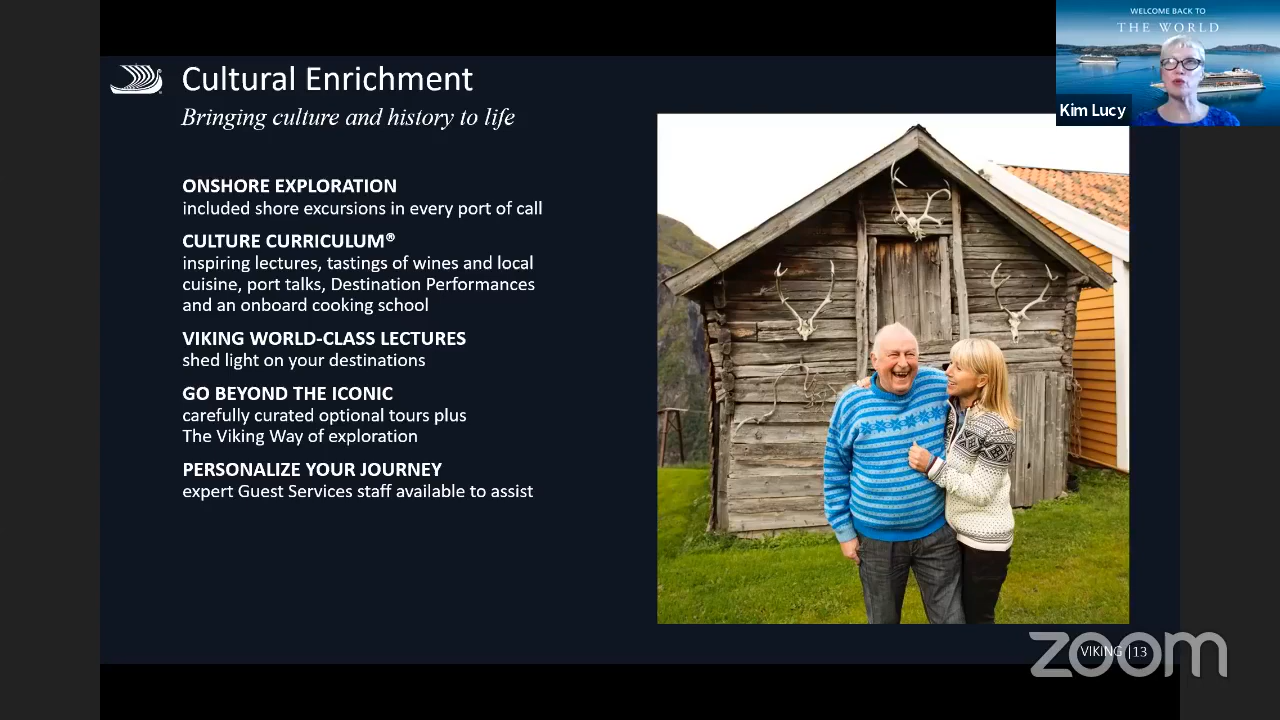 WELCOME BACK TO
THE WORLD
Kim Lucy
Cultural Enrichment
Bringing culture and history to life
ONSHORE EXPLORATION
included shore excursions in every port of call
CULTURE CURRICULUM®
inspiring lectures, tastings of wines and local
cuisine, port talks, Destination Performances
and an onboard cooking school
VIKING WORLD-CLASS LECTURES
shed light on your destinations
GO BEYOND THE ICONIC
carefully curated optional tours plus
The Viking Way of exploration
PERSONALIZE YOUR JOURNEY
expert Guest Services staff available to assist
VIKING | 13
zoom